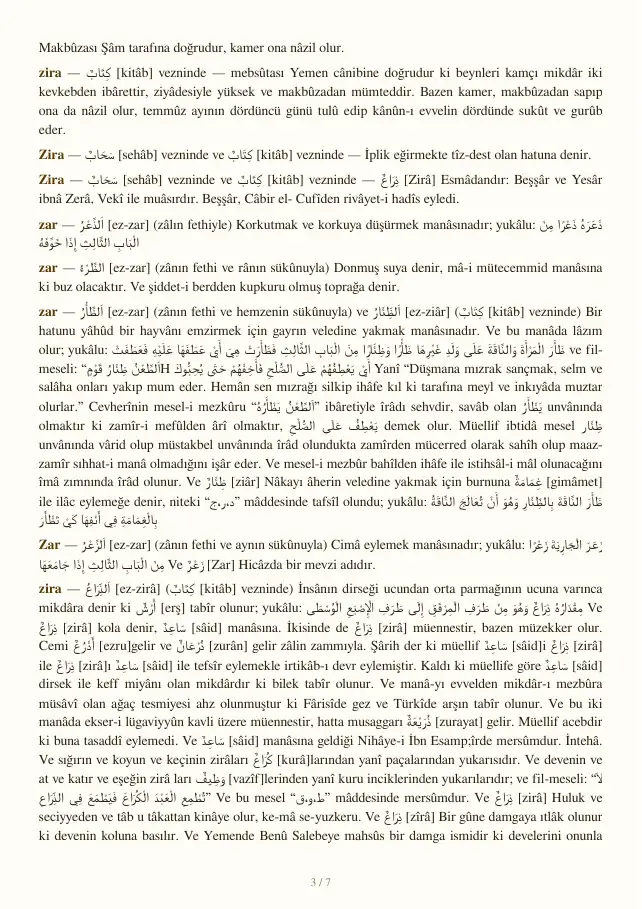 Makbûzası Şâm tarafına doğrudur, kamer ona nâzil olur.
zira — كِتَابٌ [kitâb] vezninde — mebsûtası Yemen cânibine doğrudur ki beynleri kamçı mikdâr iki
kevkebden ibârettir, ziyâdesiyle yüksek ve makbûzadan mümteddir. Bazen kamer, makbûzadan sapıp
ona da nâzil olur, temmûz ayının dördüncü günü tulû edip kânûn-ı evvelin dördünde sukût ve gurûb
eder.
Zira — سَحَابٌ [sehâb] vezninde ve كِتَابٌ [kitâb] vezninde — İplik eğirmekte tîz-dest olan hatuna denir.
Zira — سَحَابٌ [sehâb] vezninde ve كِتَابٌ [kitâb] vezninde — ذِرَاعٌ [Zirâ] Esmâdandır: Beşşâr ve Yesâr
ibnâ Zerâ, Vekî ile muâsırdır. Beşşâr, Câbir el- Cufîden rivâyet-i hadîs eyledi.
zar — اَلذَّعْرُ [ez-zar] (zâlın fethiyle) Korkutmak ve korkuya düşürmek manâsınadır; yukâlu: ذَعَرَهُ ذَعْرًا مِنَ
الْبَابِ الثَّالِثِ إِذَا خَوَّفَهُ
zar — الظَّرْءُ [ez-zar] (zânın fethi ve rânın sükûnuyla) Donmuş suya denir, mâ-i mütecemmid manâsına
ki buz olacaktır. Ve şiddet-i berdden kupkuru olmuş toprağa denir.
zar — اَلظَّأْرُ [ez-zar] (zânın fethi ve hemzenin sükûnuyla) ve اَلظِّئَارُ [ez-ziâr] (كِتَابٌ [kitâb] vezninde) Bir
hatunu yâhûd bir hayvânı emzirmek için gayrın veledine yakmak manâsınadır. Ve bu manâda lâzım
olur; yukâlu: ظَأَرَ الْمَرْأَةَ وَالنَّاقَةَ عَلَى وَلَدِ غَيْرِهَا ظَأْرًا وَظِئَارًا مِنَ الْبَابِ الثَّالِثِ فَظَأَرَتْ هِيَ أَيْ عَطَفَهَا عَلَيْهِ فَعَطَفَتْ ve fil-
meseli: “اَلطَّعْنُ ظِئَارُ قَوْمٍH أَيْ يَعْطِفُهُمْ عَلَى الصُّلْحِ فَأَخِفْهُمْ حَتَّى يُحِبُّوكَ Yanî “Düşmana mızrak sançmak, selm ve
salâha onları yakıp mum eder. Hemân sen mızrağı silkip ihâfe kıl ki tarafına meyl ve inkıyâda muztar
olurlar.” Cevherînin mesel-i mezkûru “اَلطَّعْنُ يَظْأَرُهُ” ibâretiyle îrâdı sehvdir, savâb olan يَظْأَرُ unvânında
olmaktır ki zamîr-i mefûlden ârî olmaktır, يَعْطِفُ عَلَى الصُّلْحِ demek olur. Müellif ibtidâ mesel ظِئَارِ
unvânında vârid olup müstakbel unvânında îrâd olundukta zamîrden mücerred olarak sahîh olup maaz-
zamîr sıhhat-i manâ olmadığını işâr eder. Ve mesel-i mezbûr bahîlden ihâfe ile istihsâl-i mâl olunacağını
îmâ zımnında îrâd olunur. Ve ظِئَارٌ [ziâr] Nâkayı âherin veledine yakmak için burnuna غِمَامَةٌ [gimâmet]
ile ilâc eylemeğe denir, niteki “د،ر،ج” mâddesinde tafsîl olundu; yukâlu: ظَأَرَ النَّاقَةَ بِالظِّئَارِ وَهُوَ أَنْ تُعَالَجَ النَّاقَةُ
بِالْغِمَامَةِ فِي أَنْفِهَا كَيْ تَظْأَرَ
Zar — اَلزَّعْرُ [ez-zar] (zânın fethi ve aynın sükûnuyla) Cimâ eylemek manâsınadır; yukâlu: زَعَرَ الْجَارِيَةَ زَعْرًا
مِنَ الْبَابِ الثَّالِثِ إِذَا جَامَعَهَا Ve زَعْرٌ [Zar] Hicâzda bir mevzi adıdır.
zira — اَلذِّرَاعُ [ez-zirâ] (كِتَابٌ [kitâb] vezninde) İnsânın dirseği ucundan orta parmağının ucuna varınca
mikdâra denir ki أَرْشٌ [erş] tabîr olunur; yukâlu: مِقْدَارُهُ ذِرَاعٌ وَهُوَ مِنْ طَرَفِ الْمِرْفَقِ إِلَى طَرَفِ الْإِصْبَعِ الْوُسْطَى Ve
ذِرَاعٌ [zirâ] kola denir, سَاعِدٌ [sâid] manâsına. İkisinde de ذِرَاعٌ [zirâ] müennestir, bazen müzekker olur.
Cemi أَذْرُعٌ [ezru]gelir ve ذُرْعَانٌ [zurân] gelir zâlin zammıyla. Şârih der ki müellif سَاعِدٌ [sâid]i ذِرَاعٌ [zirâ]
ile ذِرَاعٌ [zirâ]ı سَاعِدٌ [sâid] ile tefsîr eylemekle irtikâb-ı devr eylemiştir. Kaldı ki müellife göre سَاعِدٌ [sâid]
dirsek ile keff miyânı olan mikdârdır ki bilek tabîr olunur. Ve manâ-yı evvelden mikdâr-ı mezbûra
müsâvî olan ağaç tesmiyesi ahz olunmuştur ki Fârisîde gez ve Türkîde arşın tabîr olunur. Ve bu iki
manâda ekser-i lügaviyyûn kavli üzere müennestir, hatta musaggarı ذُرَيْعَةٌ [zurayat] gelir. Müellif acebdir
ki buna tasaddî eylemedi. Ve سَاعِدٌ [sâid] manâsına geldiği Nihâye-i İbn Esamp;îrde mersûmdur. İntehâ.
Ve sığırın ve koyun ve keçinin zirâları كُرَاعٌ [kurâ]larından yanî paçalarından yukarısıdır. Ve devenin ve
at ve katır ve eşeğin zirâ ları وَظِيفٌ [vazîf]lerinden yanî kuru inciklerinden yukarılarıdır; ve fil-meseli: “لاَ
تُطْعِمِ الْعَبْدَ الْكُرَاعَ فَيَطْمَعَ فِي الذِّرَاعِ” Ve bu mesel “ط،و،ق” mâddesinde mersûmdur. Ve ذِرَاعٌ [zirâ] Huluk ve
seciyyeden ve tâb u tâkattan kinâye olur, ke-mâ se-yuzkeru. Ve ذِرَاعٌ [zîrâ] Bir gûne damgaya ıtlâk olunur
ki devenin koluna basılır. Ve Yemende Benû Salebeye mahsûs bir damga ismidir ki develerini onunla
3 / 7